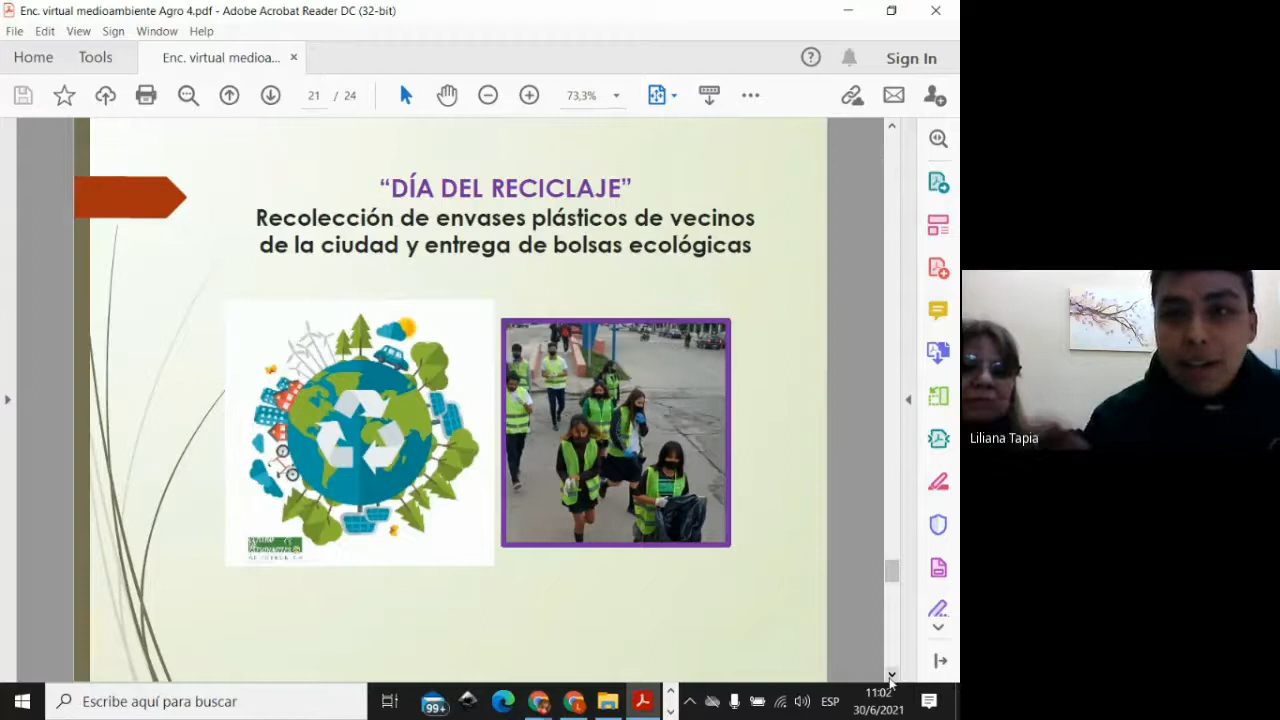 Enc. virtual medioambiente Agro 4.pdf - Adobe Acrobat Reader DC (32-bit)
File Edit View Sign Window Help
Home Tools Enc. virtual medioa... × Sign In
21 / 24 73,3%
“DÍA DEL RECICLAJE”
Recolección de envases plásticos de vecinos
de la ciudad y entrega de bolsas ecológicas
Liliana Tapia
Escribe aquí para buscar
99+
ESP
11:02
30/6/2021